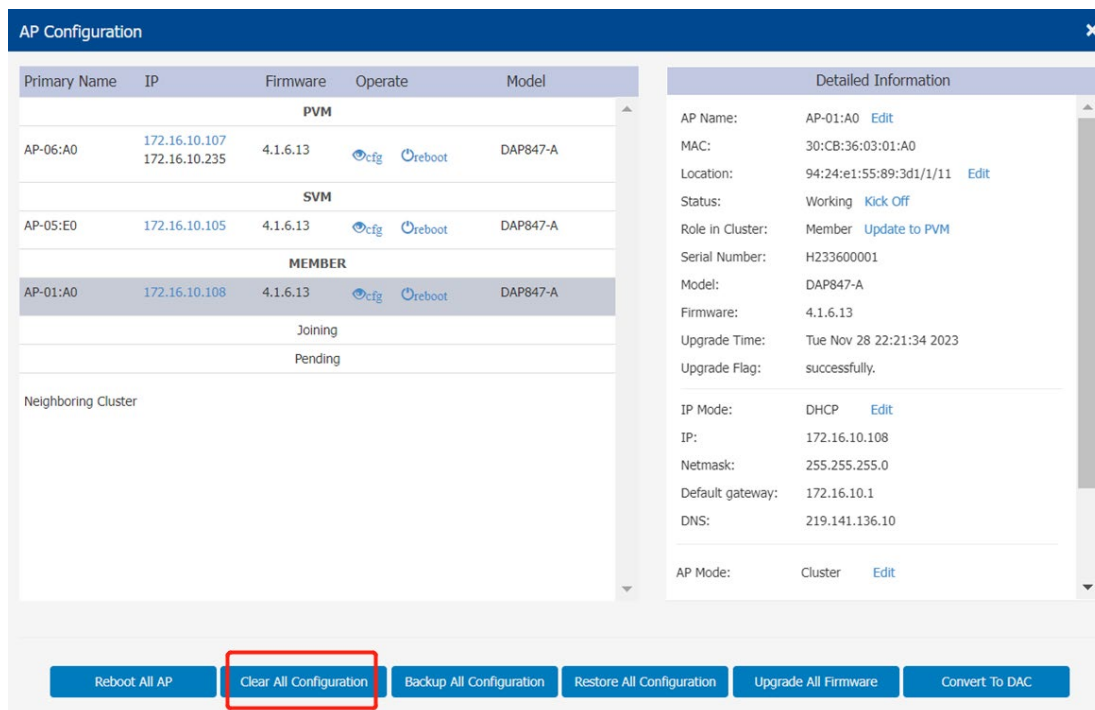 AP Configuration
Primary Name IP Firmware Operate Model
PVM
AP-06:A0 172.16.10.107 4.1.6.13 cfg reboot DAP847-A
172.16.10.235
SVM
AP-05:E0 172.16.10.105 4.1.6.13 cfg reboot DAP847-A
MEMBER
AP-01:A0 172.16.10.108 4.1.6.13 cfg reboot DAP847-A
Joining
Pending
Neighboring Cluster
Detailed Information
AP Name: AP-01:A0 Edit
MAC: 30:CB:36:03:01:A0
Location: 94:24:e1:55:89:3d1/1/11 Edit
Status: Working Kick Off
Role in Cluster: Member Update to PVM
Serial Number: H233600001
Model: DAP847-A
Firmware: 4.1.6.13
Upgrade Time: Tue Nov 28 22:21:34 2023
Upgrade Flag: successfully.
IP Mode: DHCP Edit
IP: 172.16.10.108
Netmask: 255.255.255.0
Default gateway: 172.16.10.1
DNS: 219.141.136.10
AP Mode: Cluster Edit
Reboot All AP Clear All Configuration Backup All Configuration Restore All Configuration Upgrade All Firmware Convert To DAC